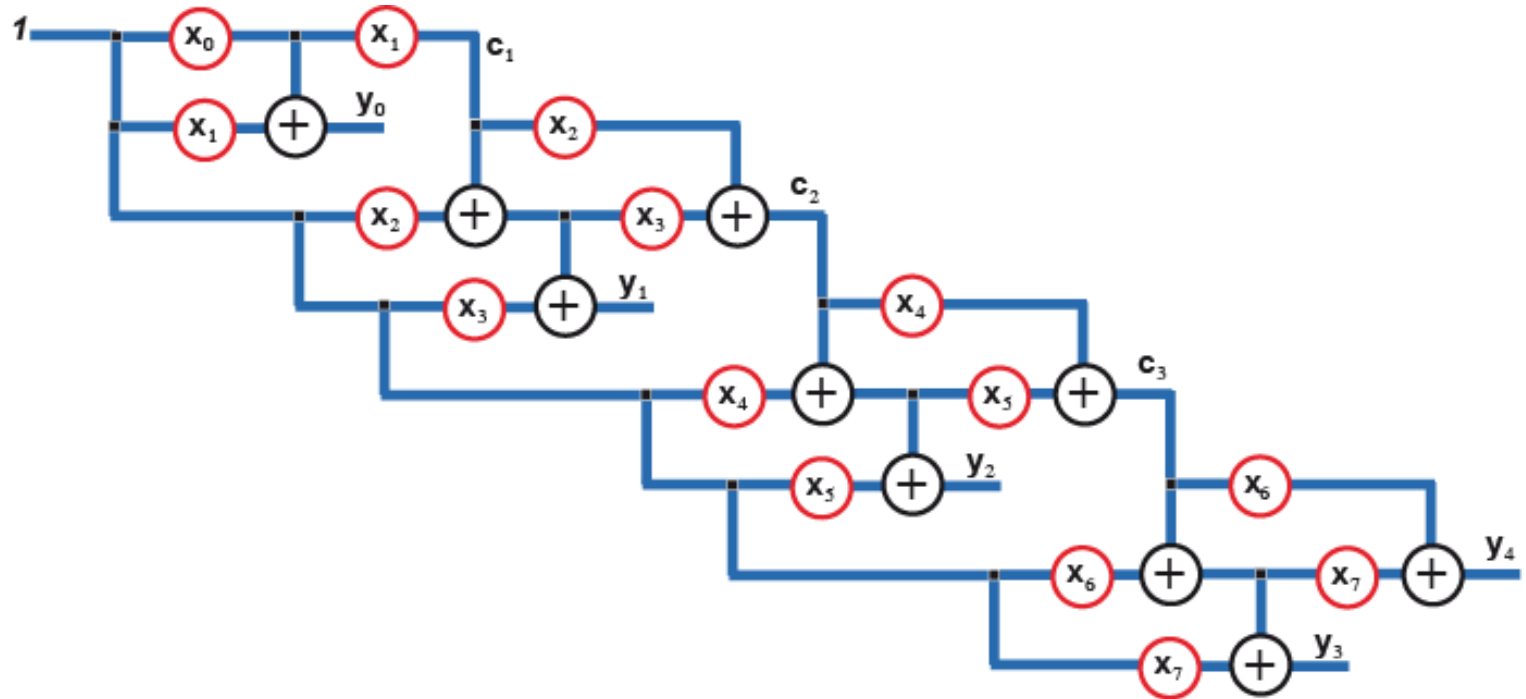 1 x₀ x₁ c₁
x₁ + y₀ x₂
x₂ + x₃ + c₂
x₃ + y₁ x₄
x₄ + x₅ + c₃
x₅ + y₂ x₆
x₆ + x₇ + y₄
x₇ + y₃